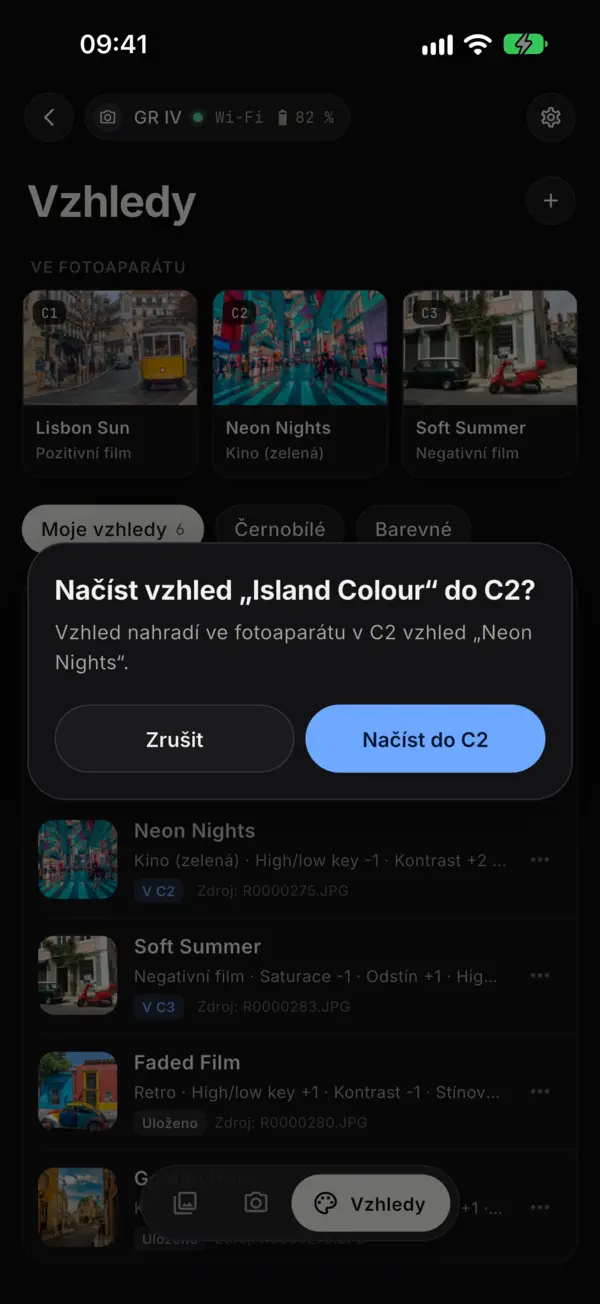 09:41
GR IV Wi-Fi 82 %
Vzhledy
VE FOTOAPARÁTU
C1
C2
C3
Lisbon Sun
Pozitivní film
Neon Nights
Kino (zelená)
Soft Summer
Negativní film
Moje vzhledy 6
Černobílé
Barevné
Načíst vzhled „Island Colour“ do C2?
Vzhled nahradí ve fotoaparátu v C2 vzhled „Neon
Nights“.
Zrušit
Načíst do C2
Neon Nights
Kino (zelená) · High/low key -1 · Kontrast +2 ...
V C2 Zdroj: R0000275.JPG
Soft Summer
Negativní film · Saturace -1 · Odstín +1 · Hig...
V C3 Zdroj: R0000283.JPG
Faded Film
Retro · High/low key +1 · Kontrast -1 · Stínov...
Uloženo Zdroj: R0000280.JPG
+1 ·...
Vzhledy
Uloženo